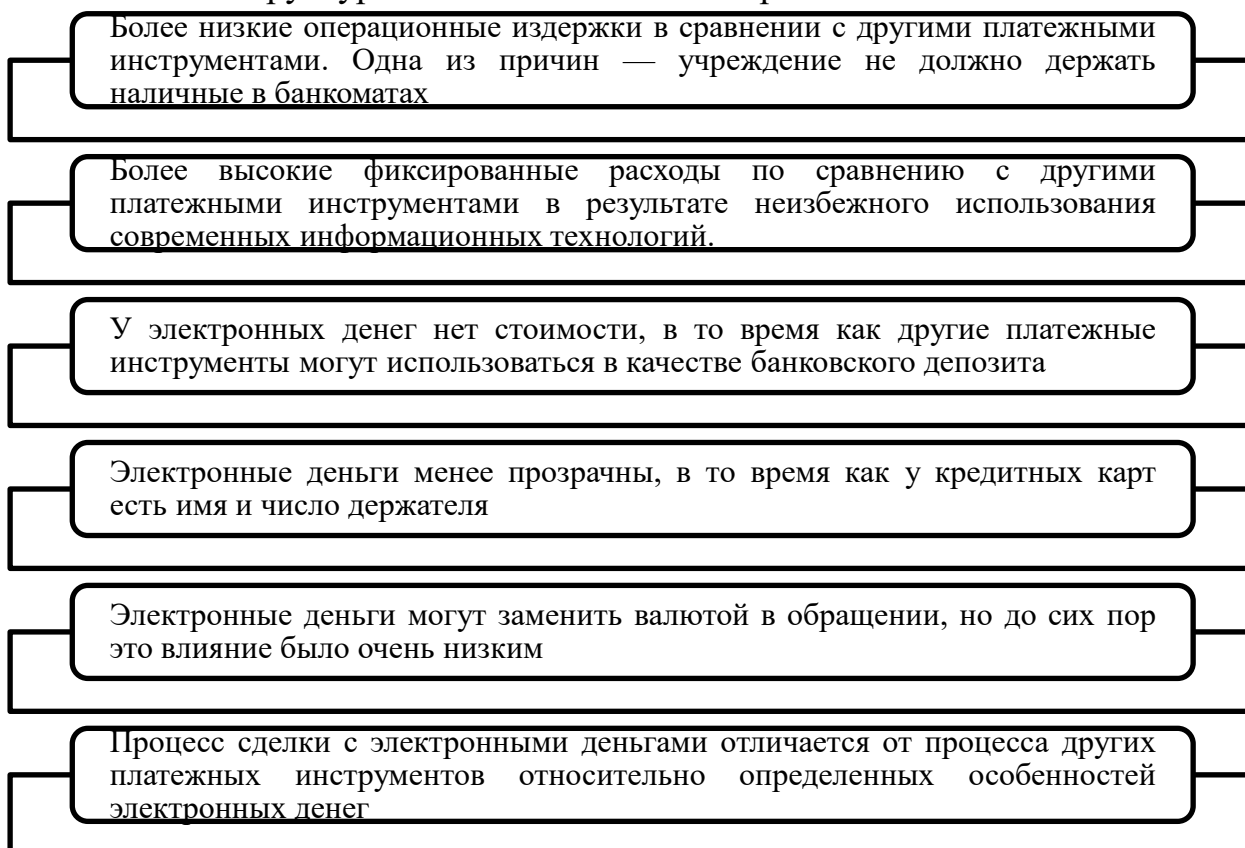 Более низкие операционные издержки в сравнении с другими платежными
инструментами. Одна из причин — учреждение не должно держать
наличные в банкоматах
Более высокие фиксированные расходы по сравнению с другими
платежными инструментами в результате неизбежного использования
современных информационных технологий.
У электронных денег нет стоимости, в то время как другие платежные
инструменты могут использоваться в качестве банковского депозита
Электронные деньги менее прозрачны, в то время как у кредитных карт
есть имя и число держателя
Электронные деньги могут заменить валютой в обращении, но до сих пор
это влияние было очень низким
Процесс сделки с электронными деньгами отличается от процесса других
платежных инструментов относительно определенных особенностей
электронных денег